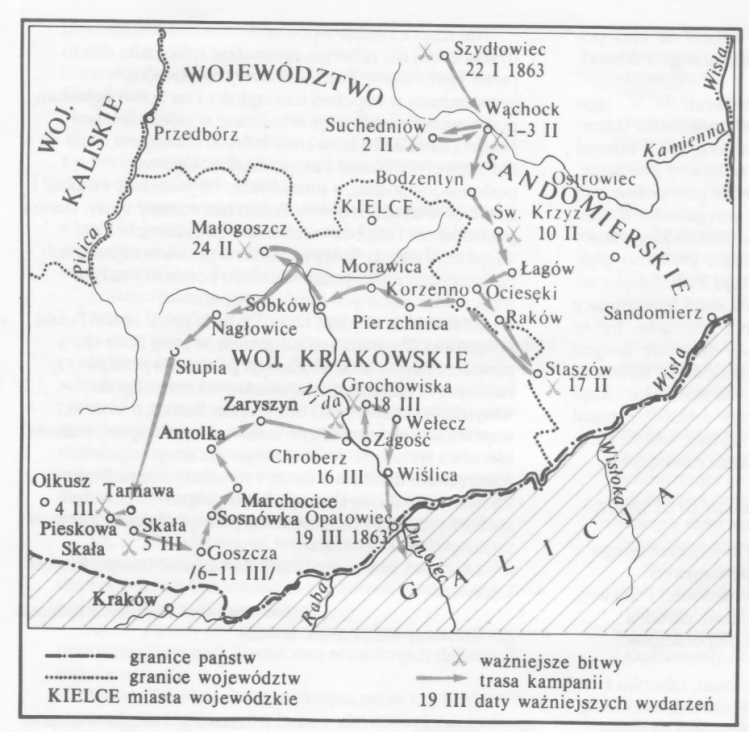 Szydłowiec
22 I 1863
WOJEWÓDZTWO
SANDOMIERSKIE
WOJ.
KALISKIE
Przedbórz
Pilica
Wisła
Kamienna
Wąchock
1–3 II
Suchedniów
2 II
Bodzentyn
Ostrowiec
KIELCE
Św. Krzyż
10 II
Małogoszcz
24 II
Łagów
Morawica
Korzenno
Ociesęki
Sobków
Pierzchnica
Raków
Sandomierz
Nagłowice
Słupia
WOJ. KRAKOWSKIE
Staszów
17 II
Wisła
Nida
Grochowiska
18 III
Zaryszyn
Wełecz
Zagość
Antolka
Chroberz
16 III
Wiślica
Wisłoka
Olkusz
4 III
Tarnawa
Marchocice
Pieskowa
Skała
Skała
5 III
Sosnówka
Opatowiec
19 III 1863
Goszcza
/6–11 III/
Dunajec
Raba
GALICJA
Kraków
granice państw
granice województw
KIELCE miasta wojewódzkie
ważniejsze bitwy
trasa kampanii
19 III daty ważniejszych wydarzeń